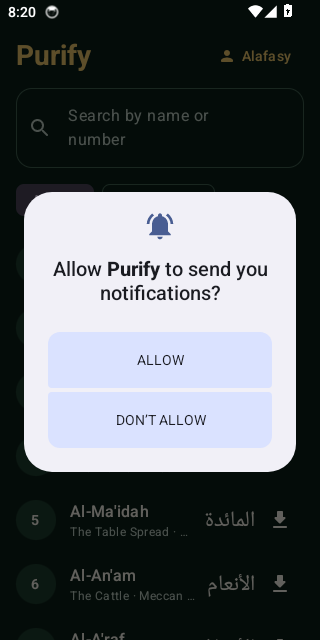 8:20
Purify
Alafasy
Search by name or
number
Allow Purify to send you
notifications?
ALLOW
DON'T ALLOW
5
Al-Ma'idah
The Table Spread · …
المائدة
6
Al-An'am
The Cattle · Meccan …
الأنعام
Al-A'raf